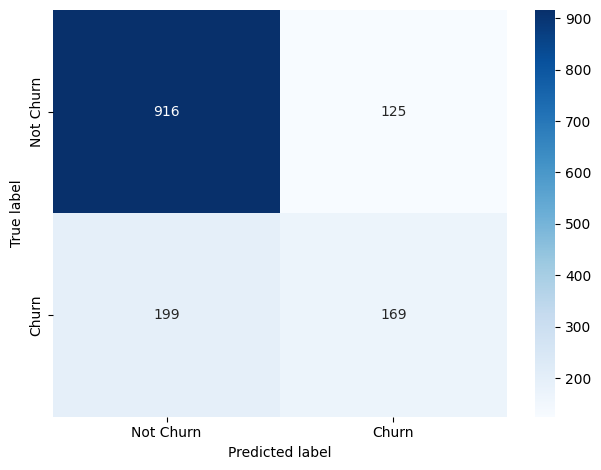 Not Churn
Churn
True label
916 125
199 169
Not Churn Churn
Predicted label
900
800
700
600
500
400
300
200